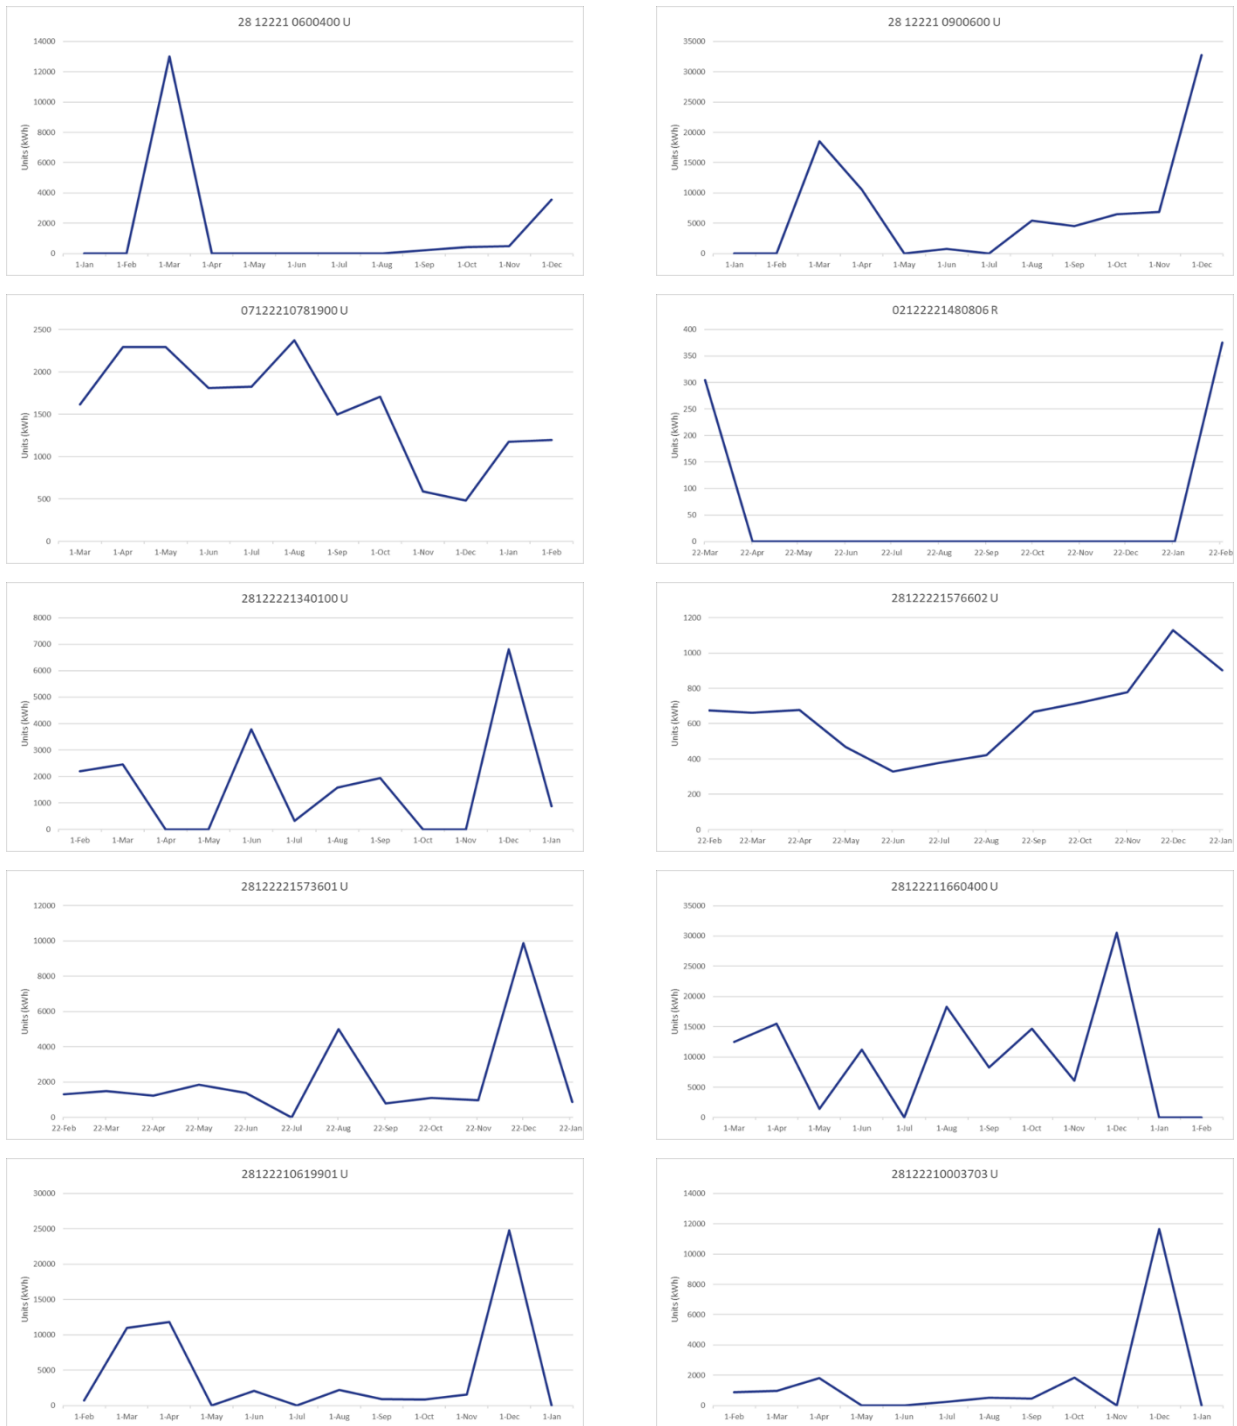 28 12221 0600400 U
Units (kWh)
14000
12000
10000
8000
6000
4000
2000
0
1-Jan 1-Feb 1-Mar 1-Apr 1-May 1-Jun 1-Jul 1-Aug 1-Sep 1-Oct 1-Nov 1-Dec
28 12221 0900600 U
Units (kWh)
35000
30000
25000
20000
15000
10000
5000
0
1-Jan 1-Feb 1-Mar 1-Apr 1-May 1-Jun 1-Jul 1-Aug 1-Sep 1-Oct 1-Nov 1-Dec
07122210781900 U
Units (kWh)
2500
2000
1500
1000
500
0
1-Mar 1-Apr 1-May 1-Jun 1-Jul 1-Aug 1-Sep 1-Oct 1-Nov 1-Dec 1-Jan 1-Feb
02122221480806 R
Units (kWh)
400
350
300
250
200
150
100
50
0
22-Mar 22-Apr 22-May 22-Jun 22-Jul 22-Aug 22-Sep 22-Oct 22-Nov 22-Dec 22-Jan 22-Feb
28122221340100 U
Units (kWh)
8000
7000
6000
5000
4000
3000
2000
1000
0
1-Feb 1-Mar 1-Apr 1-May 1-Jun 1-Jul 1-Aug 1-Sep 1-Oct 1-Nov 1-Dec 1-Jan
28122221576602 U
Units (kWh)
1200
1000
800
600
400
200
0
22-Feb 22-Mar 22-Apr 22-May 22-Jun 22-Jul 22-Aug 22-Sep 22-Oct 22-Nov 22-Dec 22-Jan
28122221573601 U
Units (kWh)
12000
10000
8000
6000
4000
2000
0
22-Feb 22-Mar 22-Apr 22-May 22-Jun 22-Jul 22-Aug 22-Sep 22-Oct 22-Nov 22-Dec 22-Jan
28122211660400 U
Units (kWh)
35000
30000
25000
20000
15000
10000
5000
0
1-Mar 1-Apr 1-May 1-Jun 1-Jul 1-Aug 1-Sep 1-Oct 1-Nov 1-Dec 1-Jan 1-Feb
28122210619901 U
Units (kWh)
30000
25000
20000
15000
10000
5000
0
1-Feb 1-Mar 1-Apr 1-May 1-Jun 1-Jul 1-Aug 1-Sep 1-Oct 1-Nov 1-Dec 1-Jan
28122210003703 U
Units (kWh)
14000
12000
10000
8000
6000
4000
2000
0
1-Feb 1-Mar 1-Apr 1-May 1-Jun 1-Jul 1-Aug 1-Sep 1-Oct 1-Nov 1-Dec 1-Jan